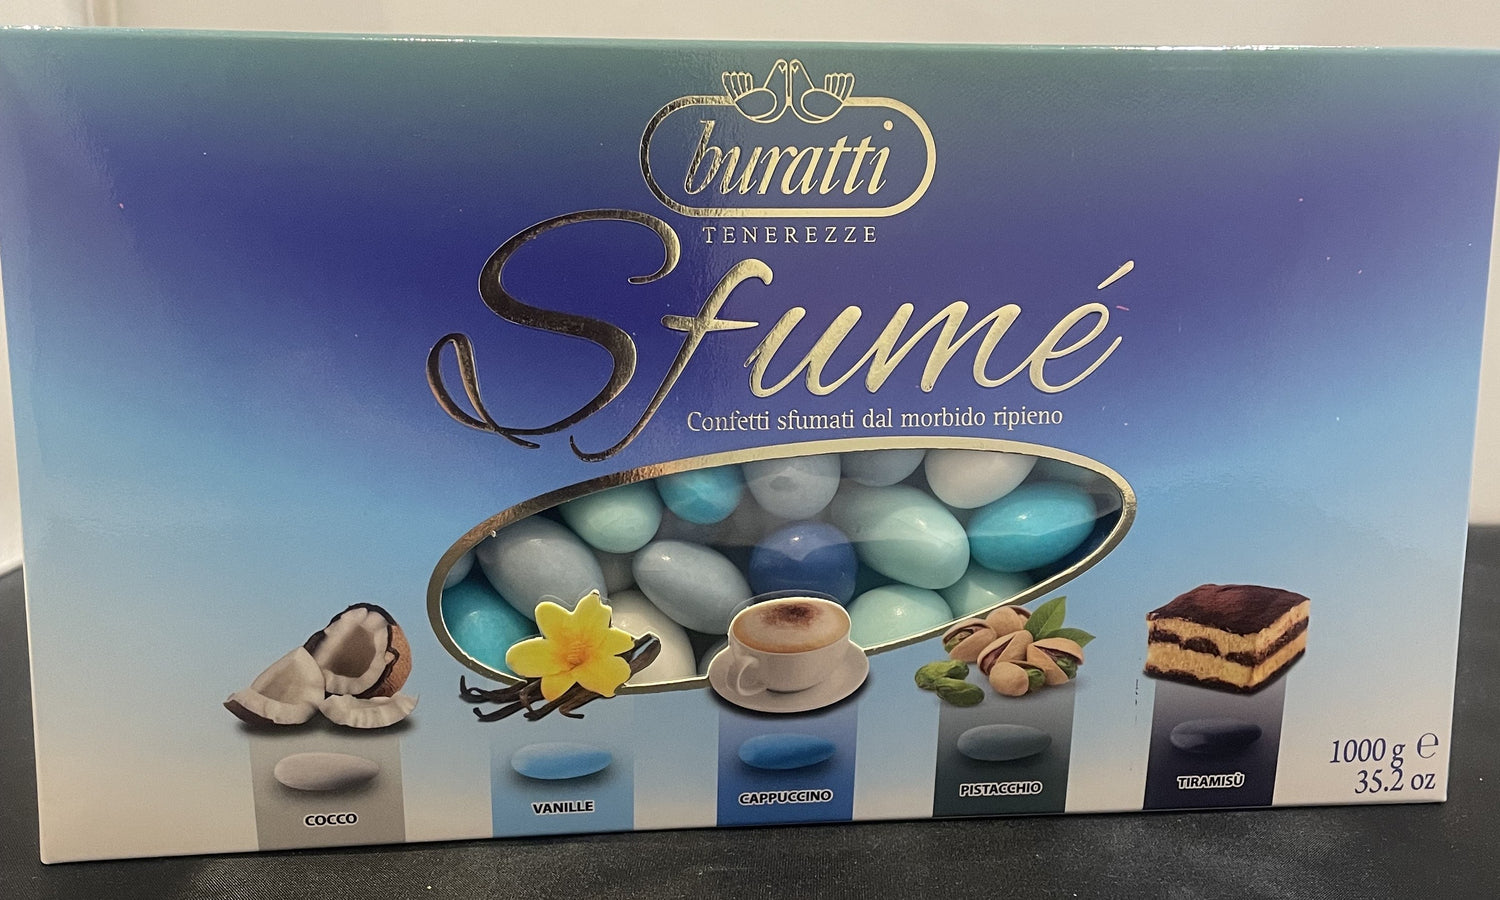 buratti
TENEREZZE
Sfumé
Confetti sfumati dal morbido ripieno
COCCO
VANILLE
CAPPUCCINO
PISTACCHIO
TIRAMISÙ
1000 g ℮
35.2 oz